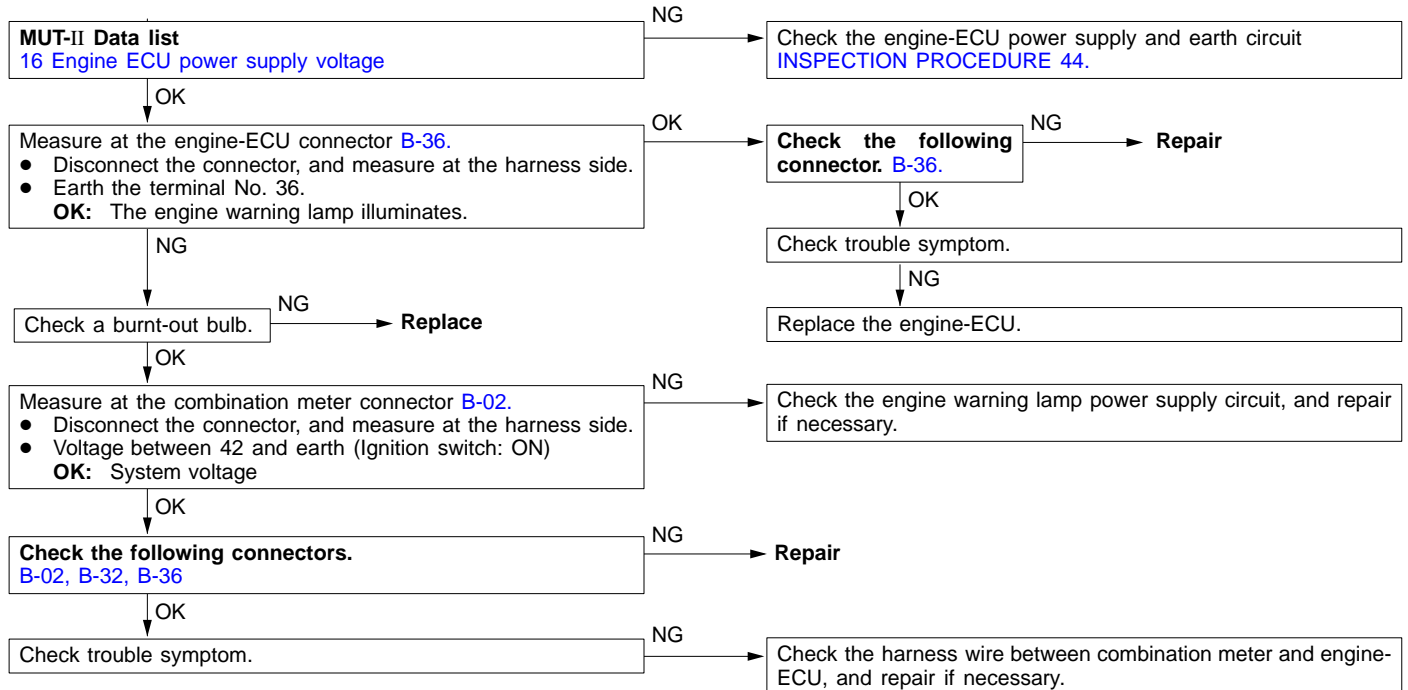 MUT-II Data list
16 Engine ECU power supply voltage
NG
Check the engine-ECU power supply and earth circuit
INSPECTION PROCEDURE 44.
OK
Measure at the engine-ECU connector B-36.
● Disconnect the connector, and measure at the harness side.
● Earth the terminal No. 36.
OK: The engine warning lamp illuminates.
OK
Check the following
connector. B-36.
NG
Repair
OK
Check trouble symptom.
NG
Replace the engine-ECU.
NG
Check a burnt-out bulb.
NG
Replace
OK
Measure at the combination meter connector B-02.
● Disconnect the connector, and measure at the harness side.
● Voltage between 42 and earth (Ignition switch: ON)
OK: System voltage
NG
Check the engine warning lamp power supply circuit, and repair
if necessary.
OK
Check the following connectors.
B-02, B-32, B-36
NG
Repair
OK
Check trouble symptom.
NG
Check the harness wire between combination meter and engine-
ECU, and repair if necessary.